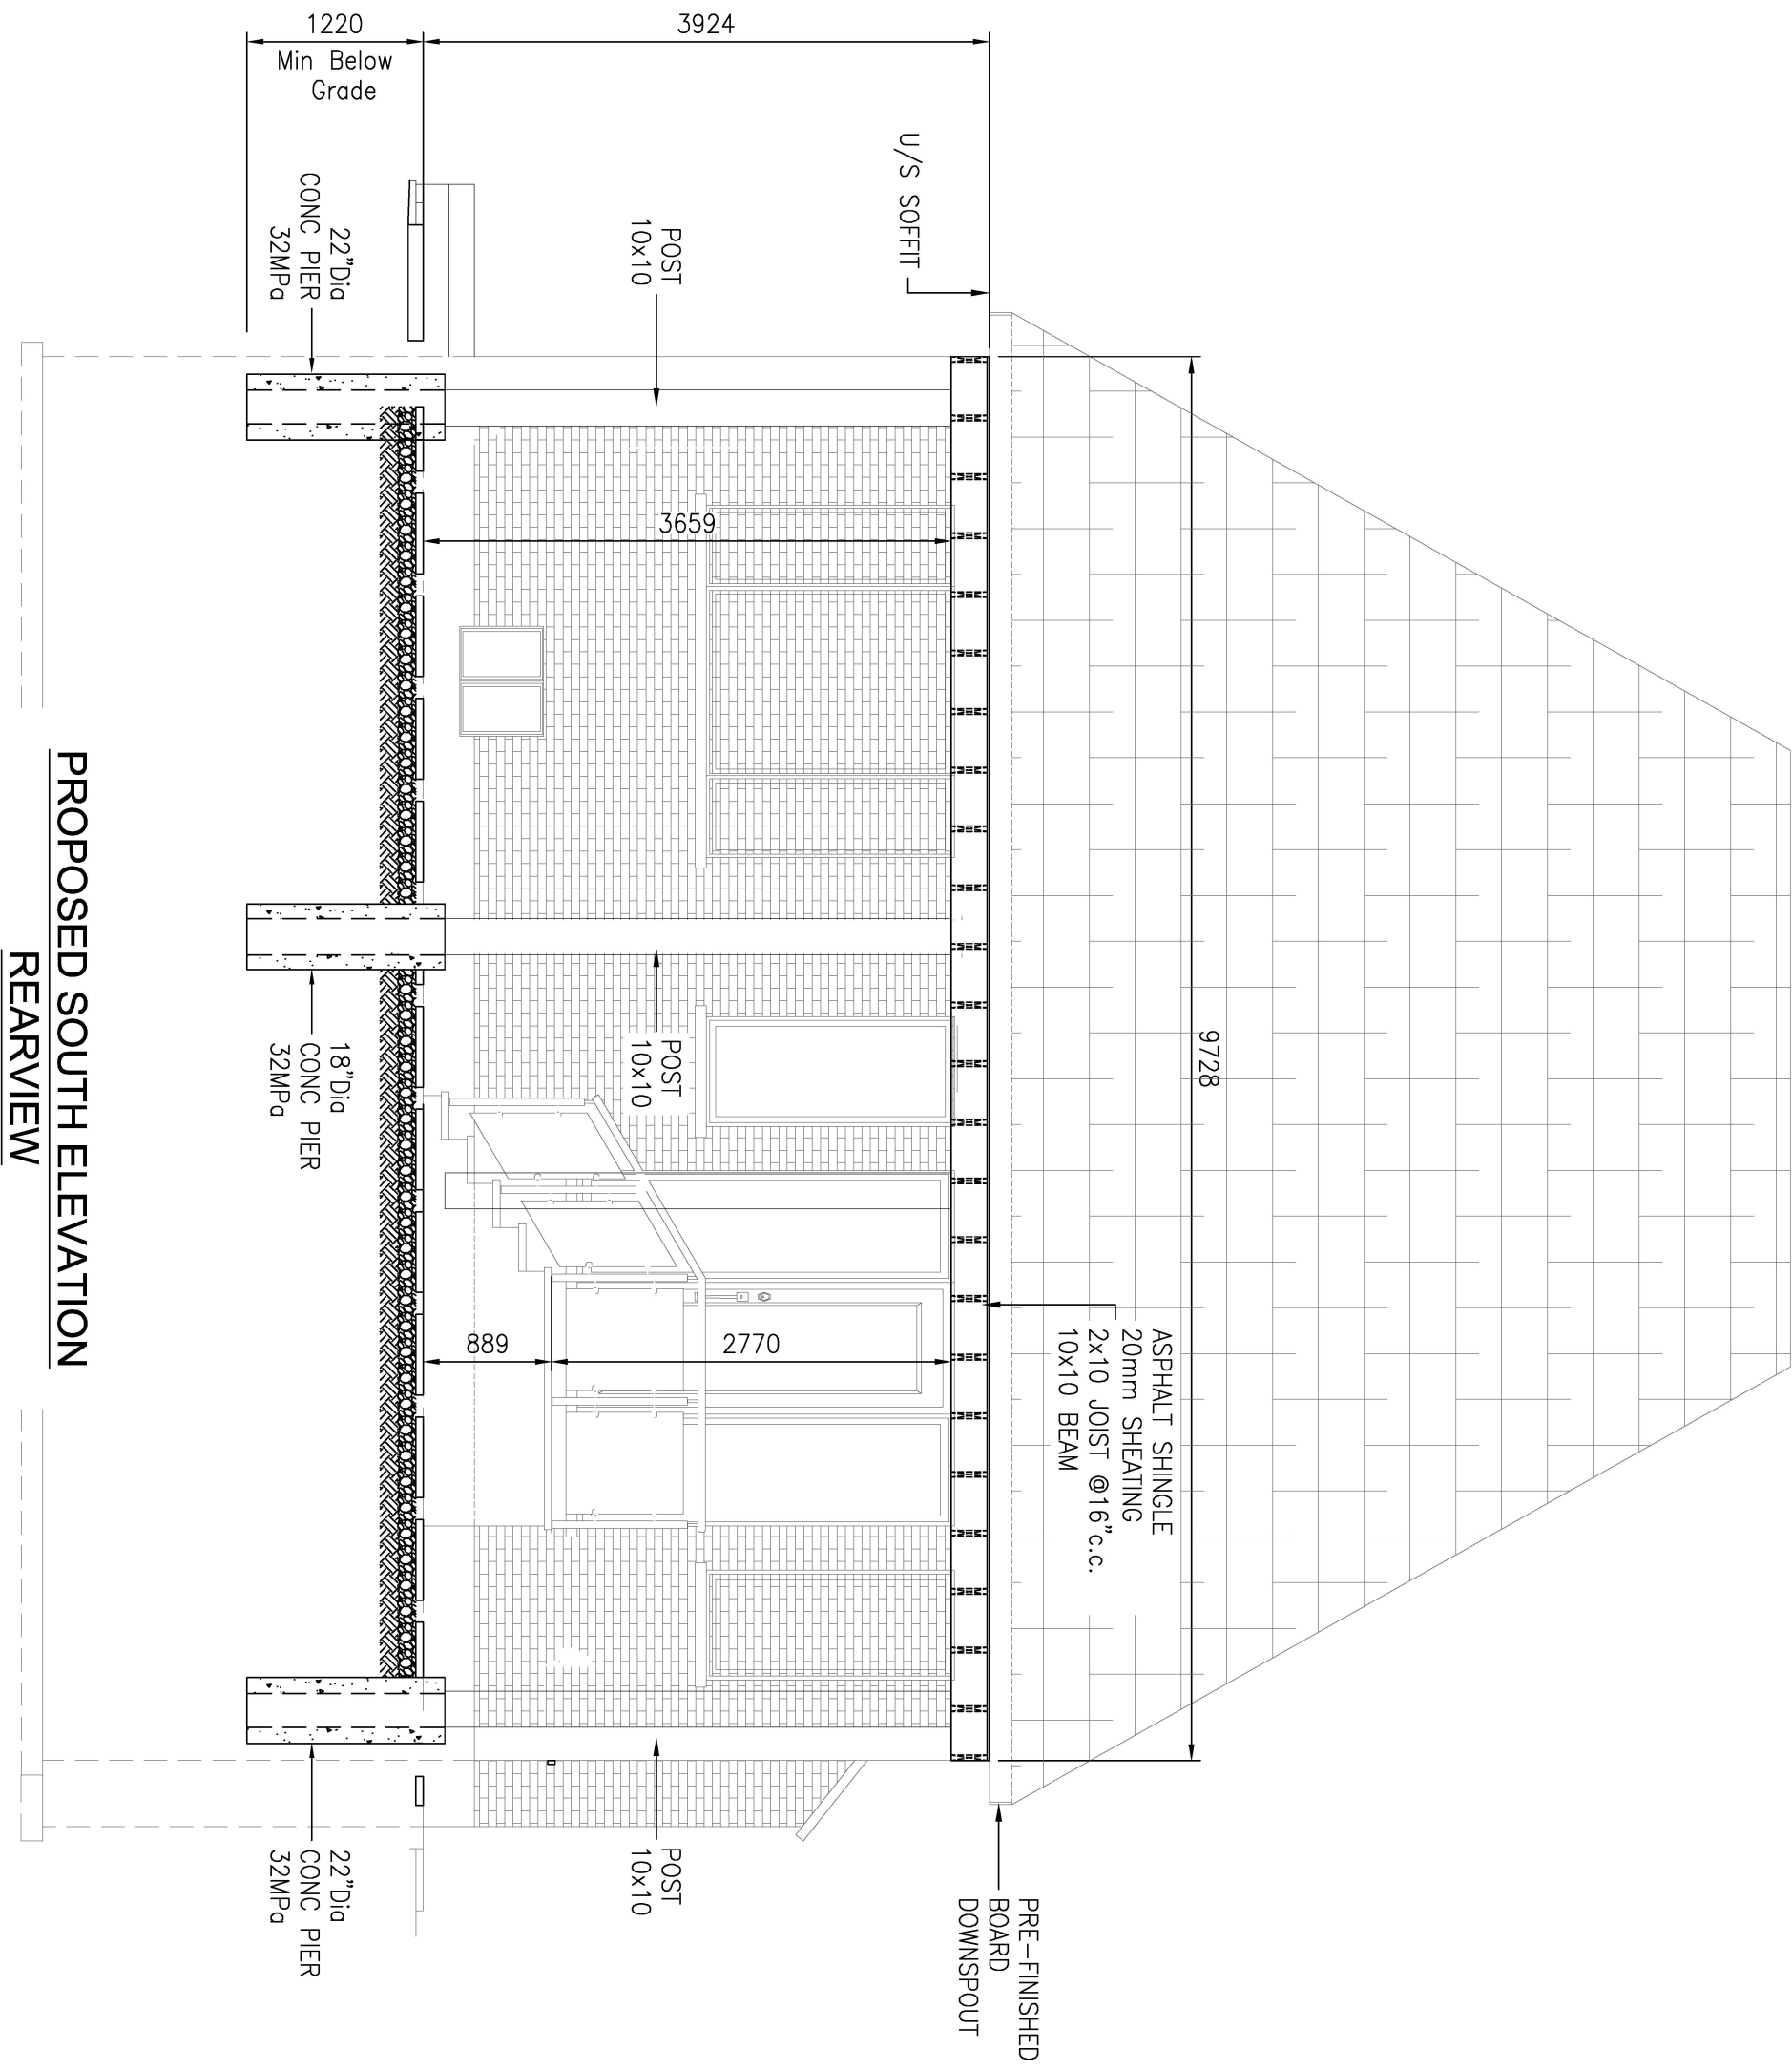 9728
ASPHALT SHINGLE
20mm SHEATING
2x10 JOIST @16"c.c.
10x10 BEAM
PRE-FINISHED
BOARD
DOWNSPOUT
U/S SOFFIT
3924
3659
2770
889
POST
10x10
POST
10x10
POST
10x10
1220
Min Below
Grade
22"Dia
CONC PIER
32MPa
18"Dia
CONC PIER
32MPa
22"Dia
CONC PIER
32MPa
PROPOSED SOUTH ELEVATION
REARVIEW